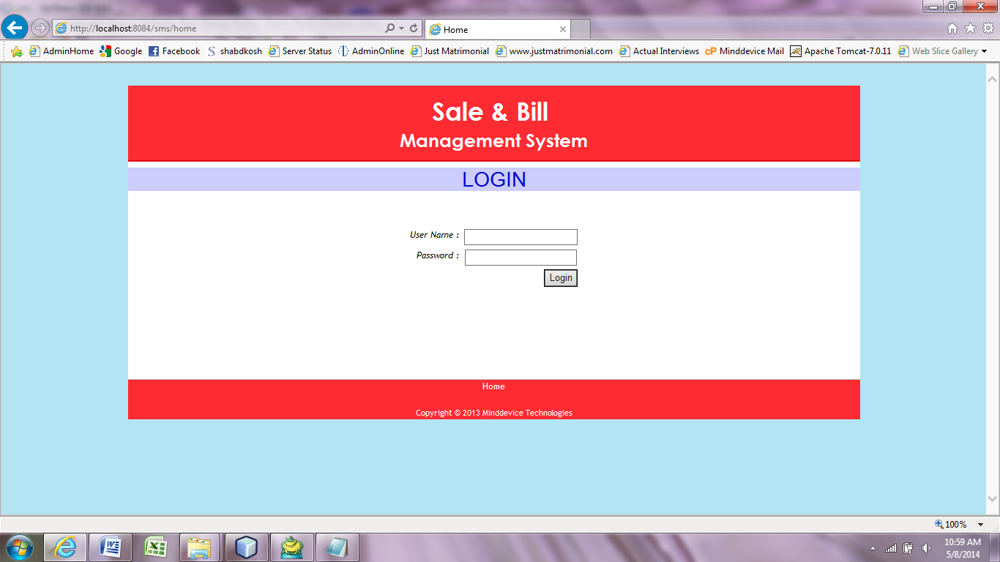 http://localhost:8084/sms/home
Home
AdminHome Google Facebook shabdkosh Server Status AdminOnline Just Matrimonial www.justmatrimonial.com Actual Interviews Minddevice Mail Apache Tomcat-7.0.11 Web Slice Gallery
Sale & Bill
Management System
LOGIN
User Name :
Password :
Login
Home
Copyright © 2013 Minddevice Technologies
100%
10:59 AM
5/8/2014